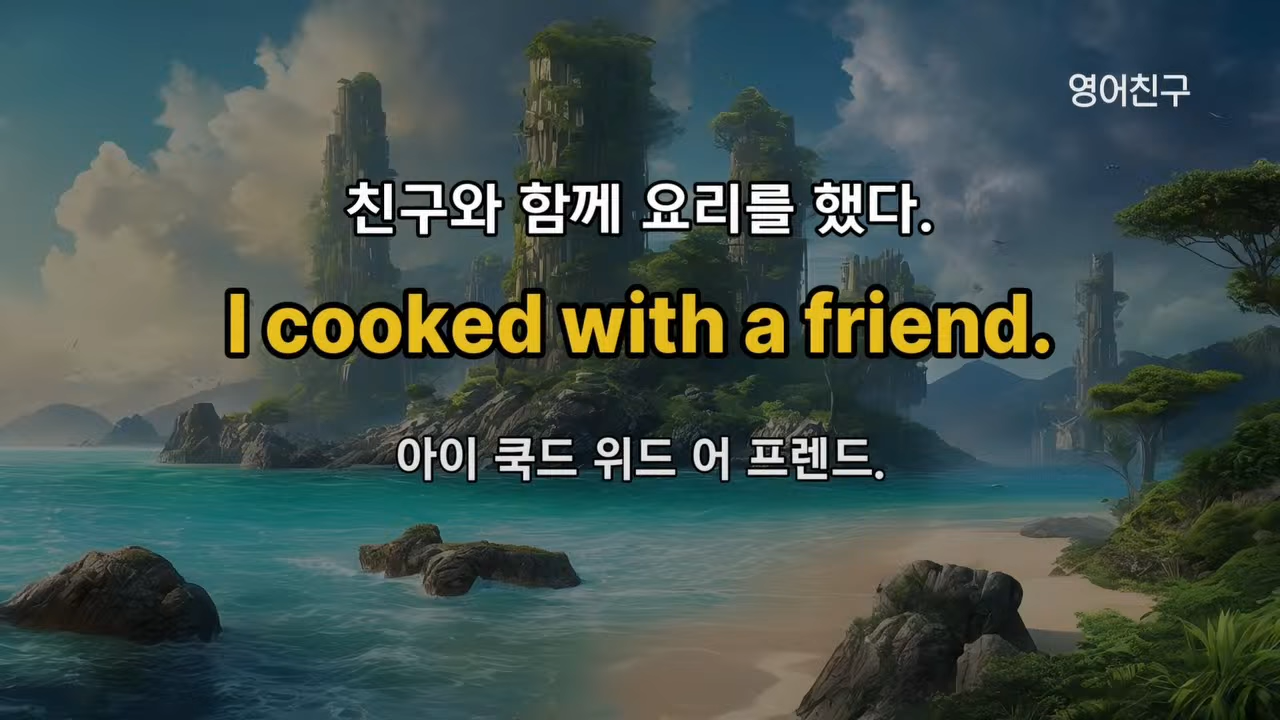 영어친구
친구와 함께 요리를 했다.
I cooked with a friend.
아이 쿡드 위드 어 프렌드.